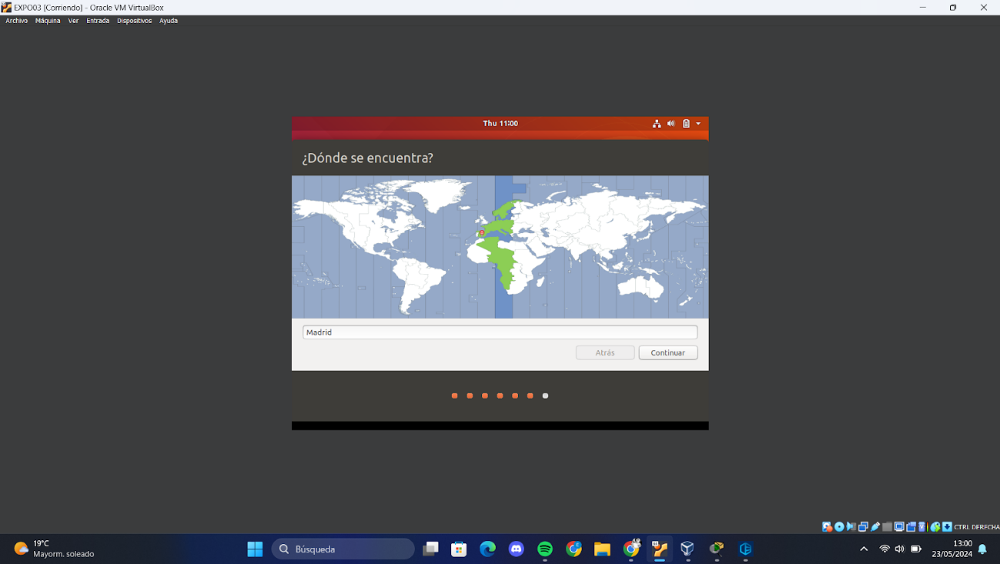 EXPO03 [Corriendo] - Oracle VM VirtualBox
Archivo Máquina Ver Entrada Dispositivos Ayuda
Thu 11:00
¿Dónde se encuentra?
Madrid
Atrás Continuar
CTRL DERECHA
19°C
Mayorm. soleado
Búsqueda
13:00
23/05/2024